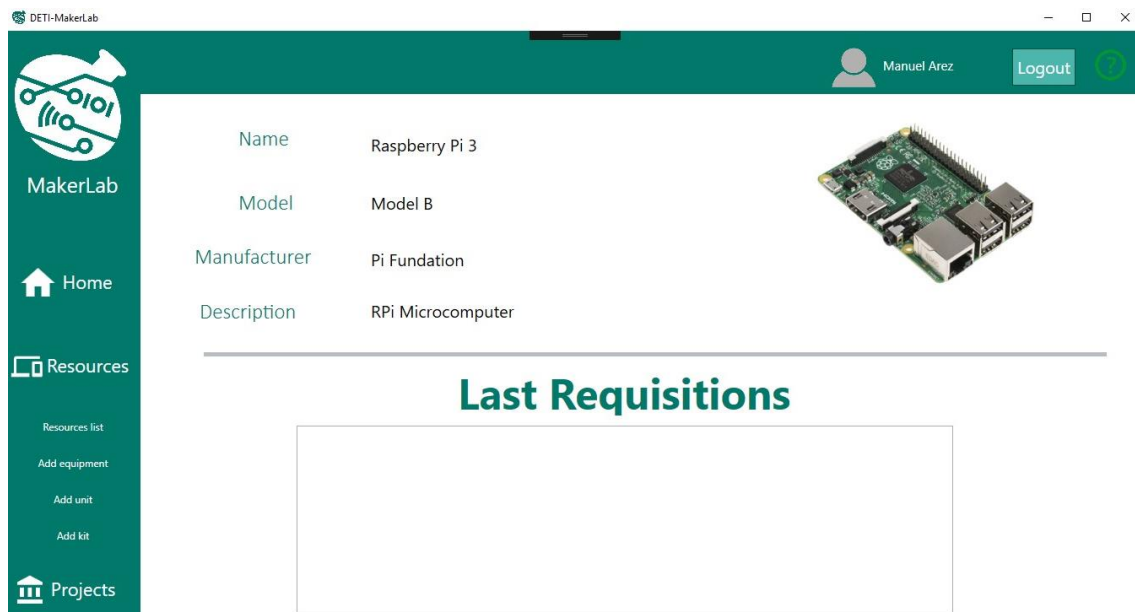 DETI-MakerLab
Manuel Arez
Logout
?
MakerLab
Home
Resources
Resources list
Add equipment
Add unit
Add kit
Projects
Name
Raspberry Pi 3
Model
Model B
Manufacturer
Pi Fundation
Description
RPi Microcomputer
Last Requisitions